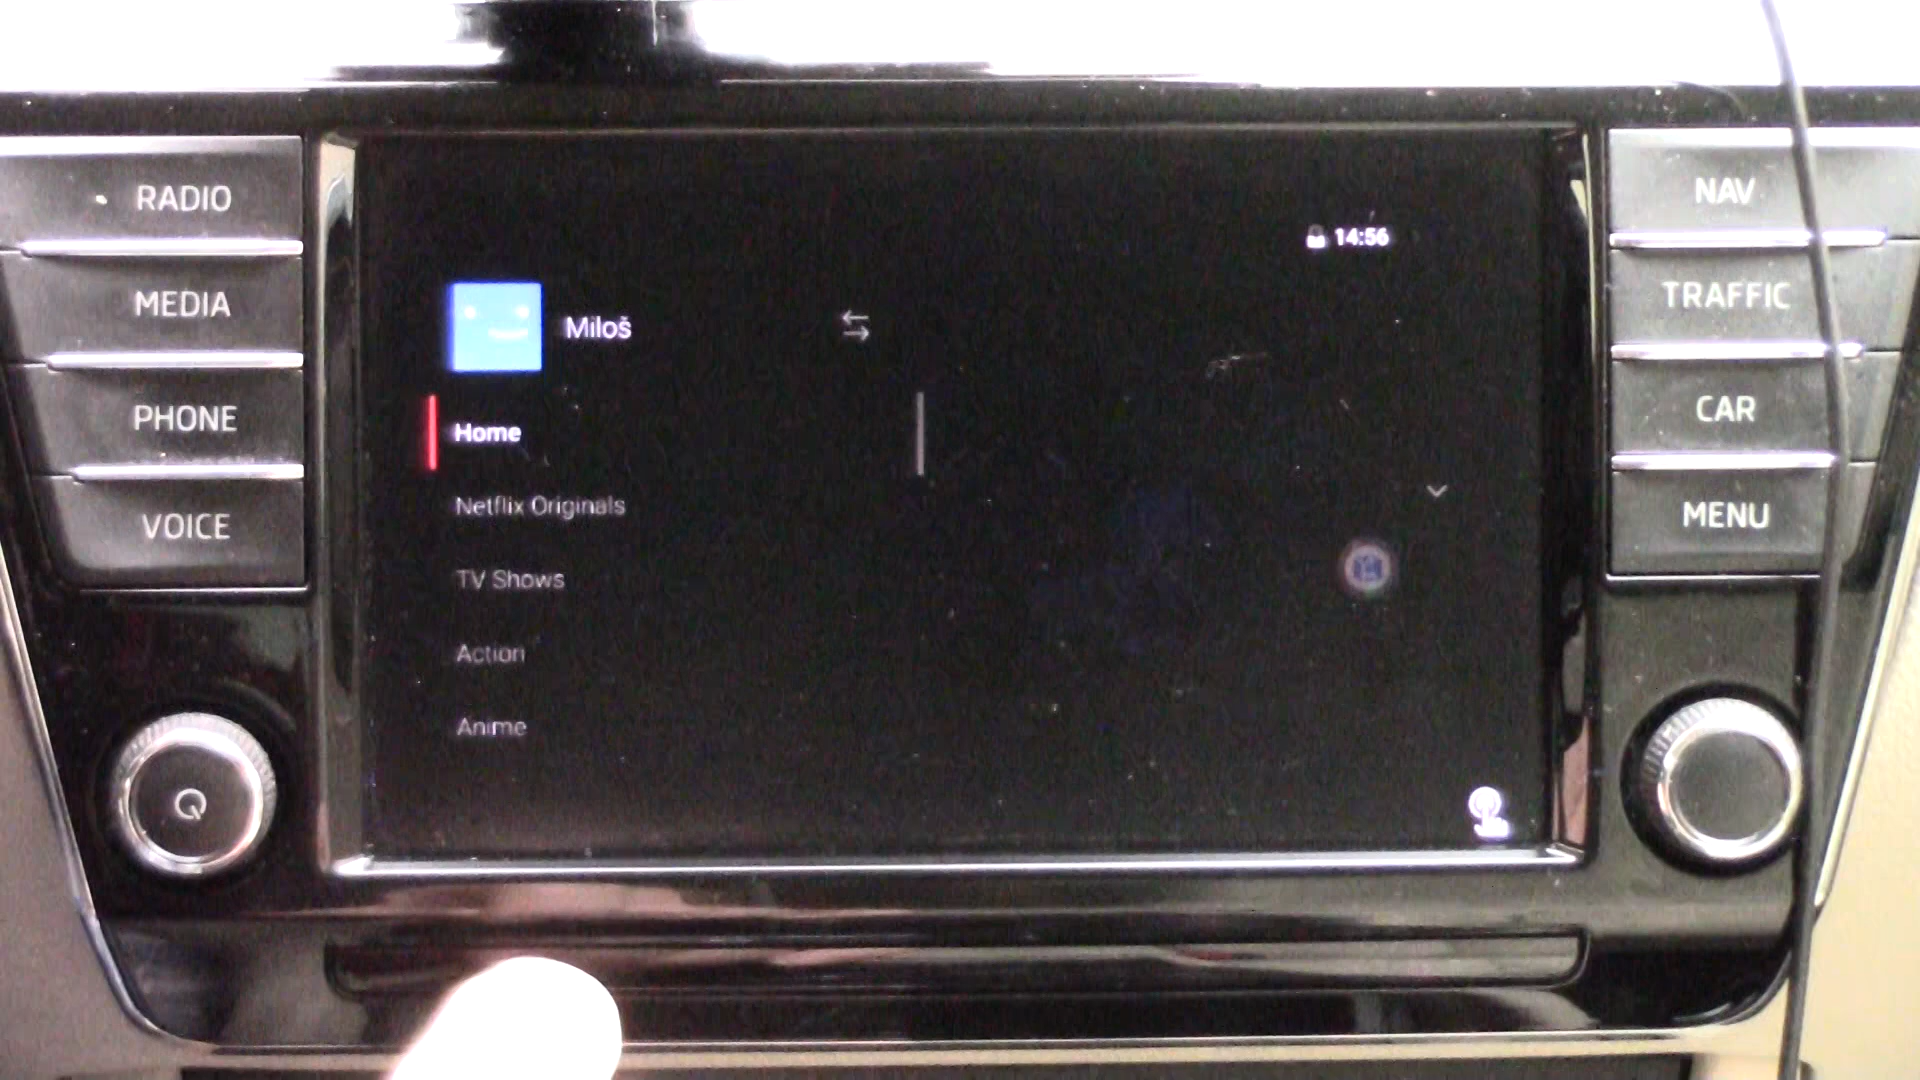 RADIO
MEDIA
PHONE
VOICE
14:56
Miloš
Home
Netflix Originals
TV Shows
Action
Anime
NAV
TRAFFIC
CAR
MENU